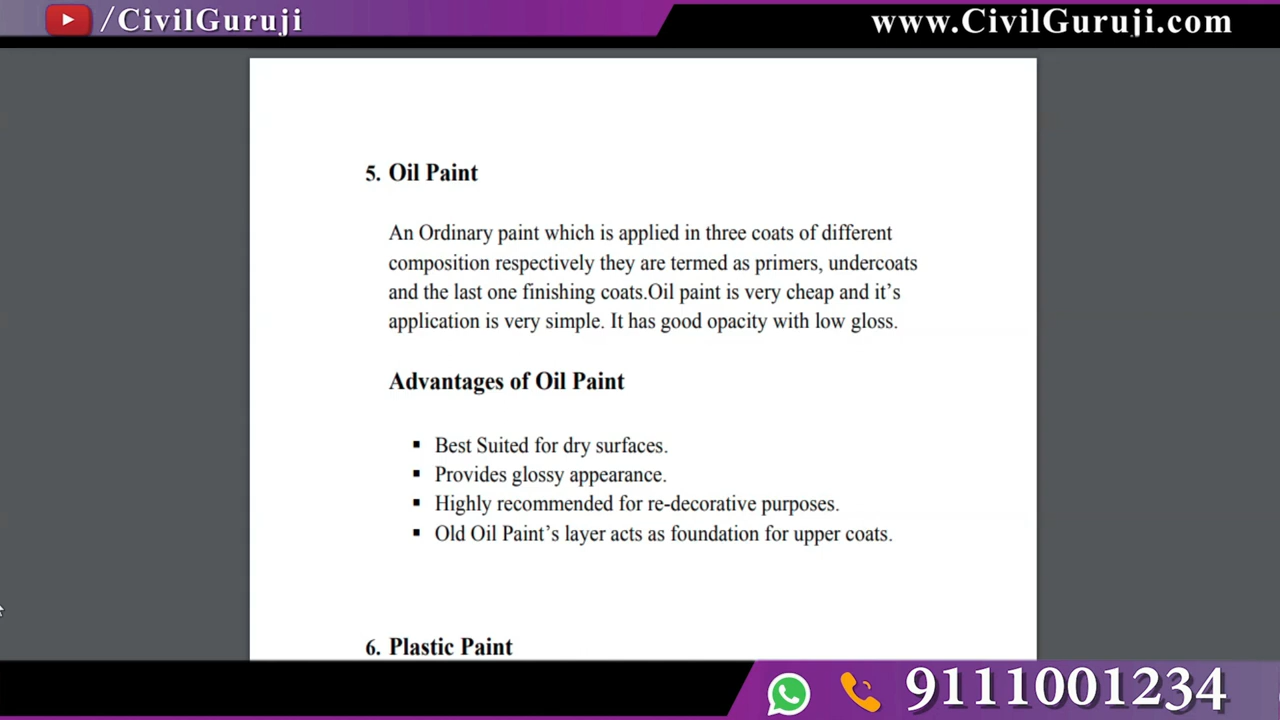 /CivilGuruji
www.CivilGuruji.com
5. Oil Paint
An Ordinary paint which is applied in three coats of different
composition respectively they are termed as primers, undercoats
and the last one finishing coats.Oil paint is very cheap and it’s
application is very simple. It has good opacity with low gloss.
Advantages of Oil Paint
▪ Best Suited for dry surfaces.
▪ Provides glossy appearance.
▪ Highly recommended for re-decorative purposes.
▪ Old Oil Paint’s layer acts as foundation for upper coats.
6. Plastic Paint
9111001234